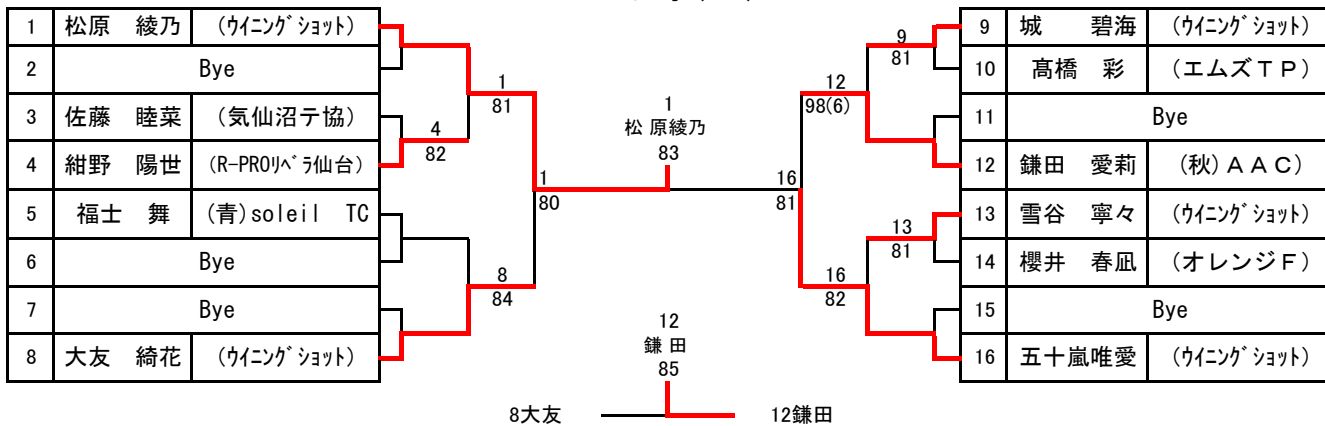 1 松原 綾乃 (ウイニングショット)
2 Bye
3 佐藤 睦菜 (気仙沼テ協)
4 紺野 陽世 (R-PROリベラ仙台)
5 福士 舞 (青)soleil TC
6 Bye
7 Bye
8 大友 綺花 (ウイニングショット)
4
82
1
81
8
84
1
80
1
松原綾乃
83
16
81
12
98(6)
16
82
9
81
13
81
9 城 碧海 (ウイニングショット)
10 髙橋 彩 (エムズTP)
11 Bye
12 鎌田 愛莉 (秋)AAC)
13 雪谷 寧々 (ウイニングショット)
14 櫻井 春凪 (オレンジF)
15 Bye
16 五十嵐唯愛 (ウイニングショット)
12
鎌田
85
8大友 12鎌田